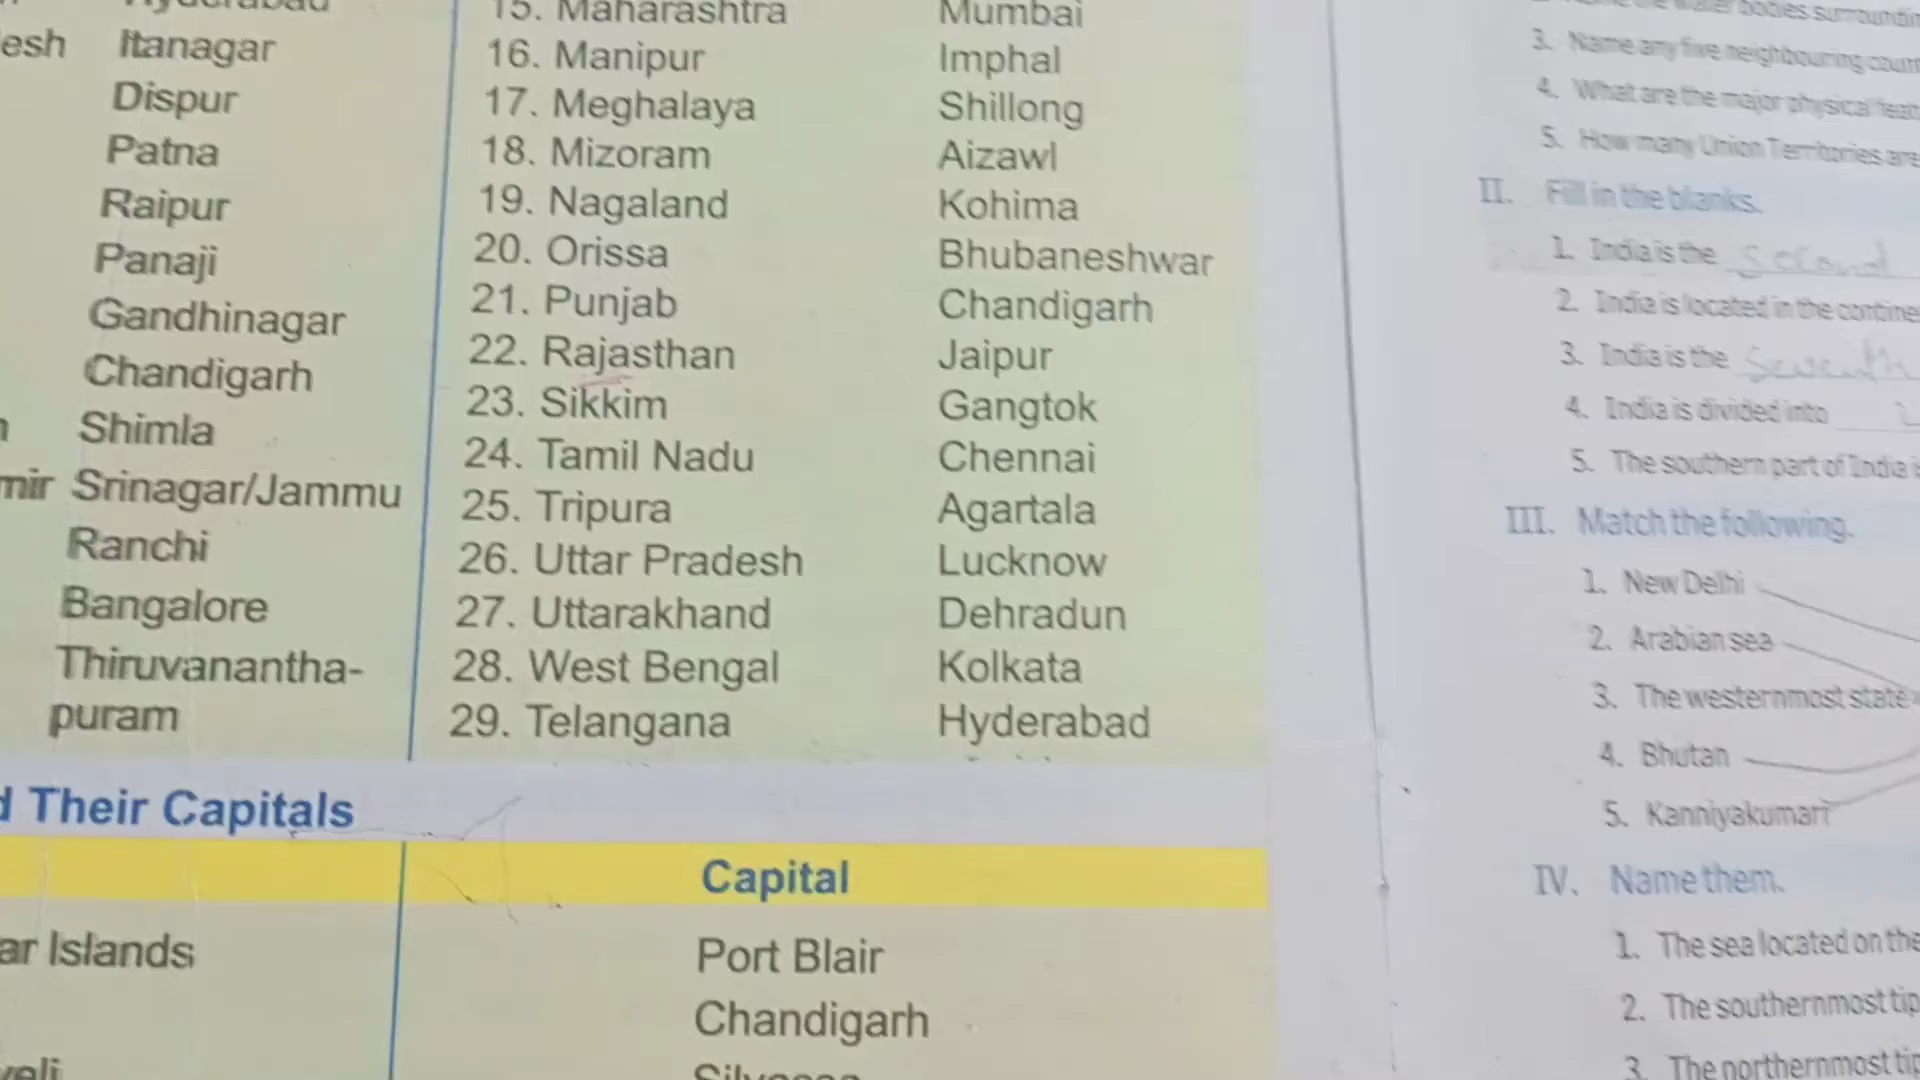 esh Itanagar
Dispur
Patna
Raipur
Panaji
Gandhinagar
Chandigarh
Shimla
mir Srinagar/Jammu
Ranchi
Bangalore
Thiruvanantha-
puram
15. Maharashtra Mumbai
16. Manipur Imphal
17. Meghalaya Shillong
18. Mizoram Aizawl
19. Nagaland Kohima
20. Orissa Bhubaneshwar
21. Punjab Chandigarh
22. Rajasthan Jaipur
23. Sikkim Gangtok
24. Tamil Nadu Chennai
25. Tripura Agartala
26. Uttar Pradesh Lucknow
27. Uttarakhand Dehradun
28. West Bengal Kolkata
29. Telangana Hyderabad
d Their Capitals
Capital
ar Islands Port Blair
Chandigarh
3. Name any five neighbouring coun
4. What are the major physical feat
5. How many Union Territories are
II. Fill in the blanks.
1. India is the second
2. India is located in the contine
3. India is the Seventh
4. India is divided into
5. The southern part of India i
III. Match the following.
1. New Delhi
2. Arabian sea
3. The westernmost state
4. Bhutan
5. Kanniyakumari
IV. Name them.
1. The sea located on the
2. The southernmost tip
3. The northernmost tip